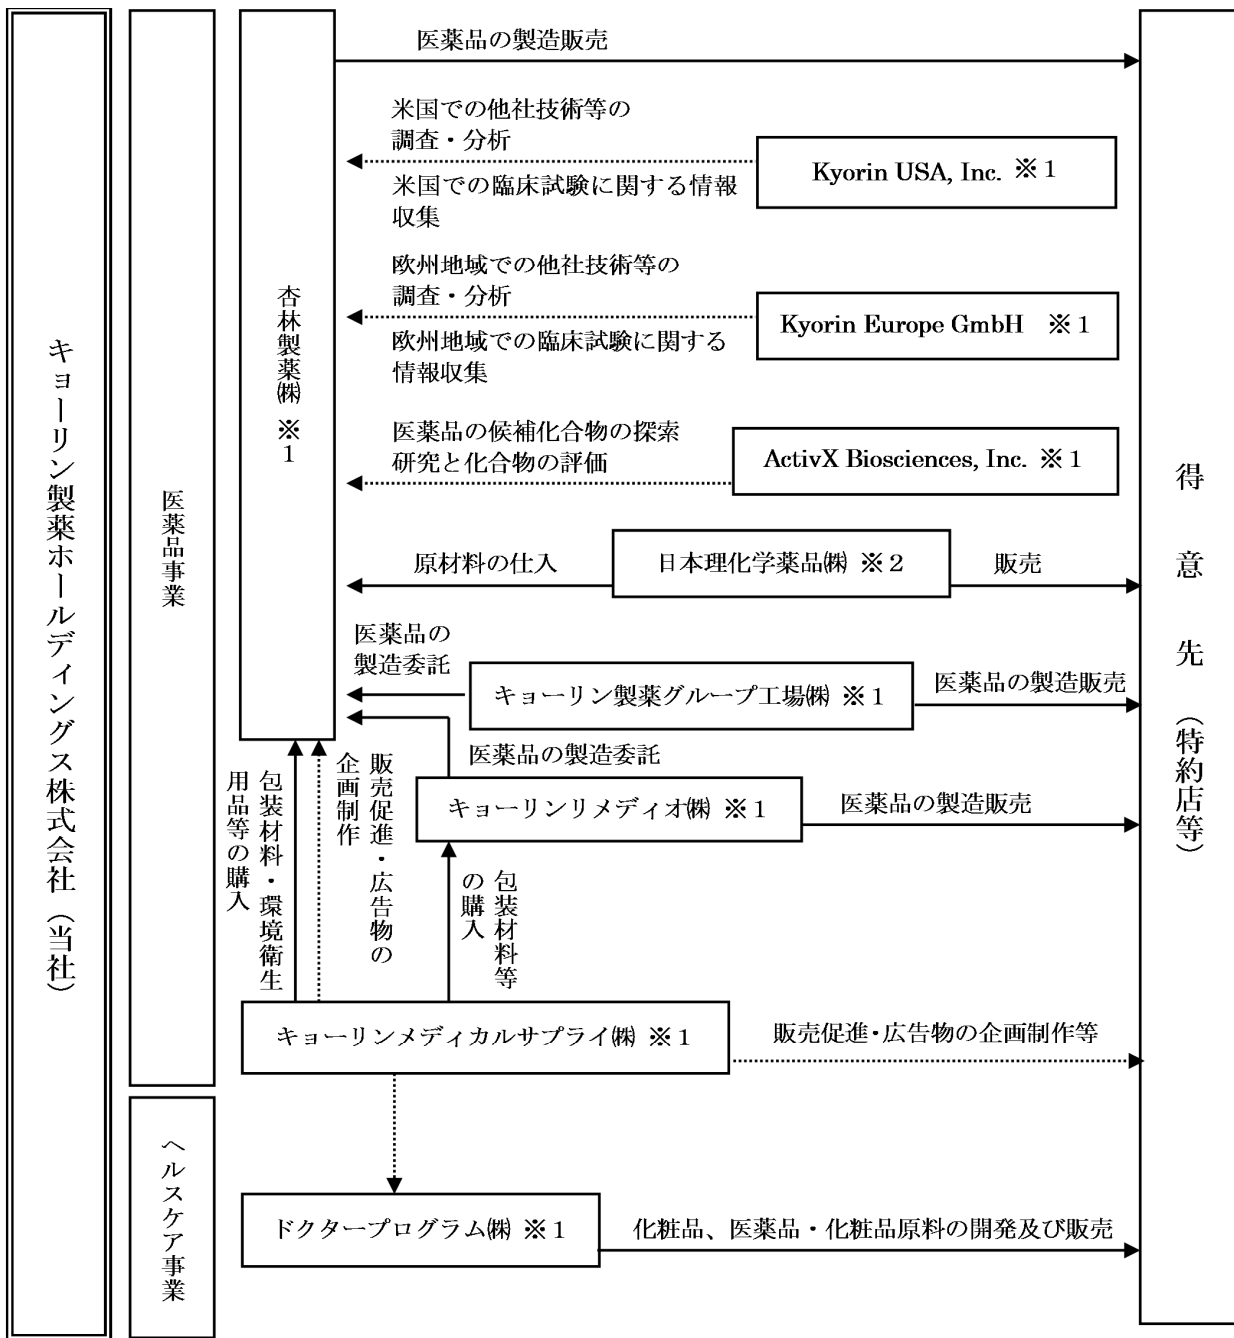 キョーリン製薬ホールディングス株式会社（当社）
医薬品事業
ヘルスケア事業
杏林製薬㈱ ※1
医薬品の製造販売
米国での他社技術等の
調査・分析
Kyorin USA, Inc. ※1
米国での臨床試験に関する情報
収集
欧州地域での他社技術等の
調査・分析
Kyorin Europe GmbH ※1
欧州地域での臨床試験に関する
情報収集
医薬品の候補化合物の探索
研究と化合物の評価
ActivX Biosciences, Inc. ※1
原材料の仕入
日本理化学薬品㈱ ※2
販売
医薬品の
製造委託
キョーリン製薬グループ工場㈱ ※1
医薬品の製造販売
医薬品の製造委託
キョーリンリメディオ㈱ ※1
医薬品の製造販売
包装材料・環境衛生
用品等の購入
販売促進・広告物の
企画制作
包装材料等
の購入
キョーリンメディカルサプライ㈱ ※1
販売促進・広告物の企画制作等
ドクタープログラム㈱ ※1
化粧品、医薬品・化粧品原料の開発及び販売
得意先（特約店等）